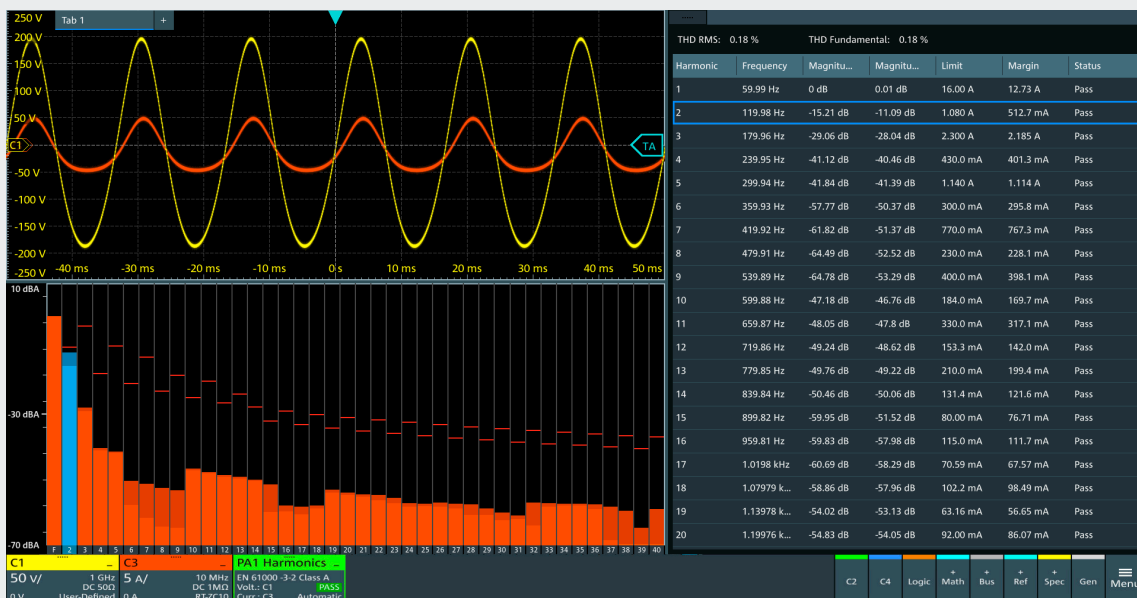 250 V
Tab 1
+
200 V
150 V
100 V
50 V
C1
TA
-50 V
-100 V
-150 V
-200 V
-250 V
-40 ms -30 ms -20 ms -10 ms 0 s 10 ms 20 ms 30 ms 40 ms 50 ms
10 dBA
-30 dBA
-70 dBA
F 2 3 4 5 6 7 8 9 10 11 12 13 14 15 16 17 18 19 20 21 22 23 24 25 26 27 28 29 30 31 32 33 34 35 36 37 38 39 40
THD RMS: 0.18 % THD Fundamental: 0.18 %
Harmonic Frequency Magnitu... Magnitu... Limit Margin Status
1 59.99 Hz 0 dB 0.01 dB 16.00 A 12.73 A Pass
2 119.98 Hz -15.21 dB -11.09 dB 1.080 A 512.7 mA Pass
3 179.96 Hz -29.06 dB -28.04 dB 2.300 A 2.185 A Pass
4 239.95 Hz -41.12 dB -40.46 dB 430.0 mA 401.3 mA Pass
5 299.94 Hz -41.84 dB -41.39 dB 1.140 A 1.114 A Pass
6 359.93 Hz -57.77 dB -50.37 dB 300.0 mA 295.8 mA Pass
7 419.92 Hz -61.82 dB -51.37 dB 770.0 mA 767.3 mA Pass
8 479.91 Hz -64.49 dB -52.52 dB 230.0 mA 228.1 mA Pass
9 539.89 Hz -64.78 dB -53.29 dB 400.0 mA 398.1 mA Pass
10 599.88 Hz -47.18 dB -46.76 dB 184.0 mA 169.7 mA Pass
11 659.87 Hz -48.05 dB -47.8 dB 330.0 mA 317.1 mA Pass
12 719.86 Hz -49.24 dB -48.62 dB 153.3 mA 142.0 mA Pass
13 779.85 Hz -49.76 dB -49.22 dB 210.0 mA 199.4 mA Pass
14 839.84 Hz -50.46 dB -50.06 dB 131.4 mA 121.6 mA Pass
15 899.82 Hz -59.95 dB -51.52 dB 80.00 mA 76.71 mA Pass
16 959.81 Hz -59.83 dB -57.98 dB 115.0 mA 111.7 mA Pass
17 1.0198 kHz -60.69 dB -58.29 dB 70.59 mA 67.57 mA Pass
18 1.07979 k... -58.86 dB -57.96 dB 102.2 mA 98.49 mA Pass
19 1.13978 k... -54.02 dB -53.13 dB 63.16 mA 56.65 mA Pass
20 1.19976 k... -54.83 dB -54.05 dB 92.00 mA 86.07 mA Pass
C1
50 V/ 1 GHz
DC 50Ω
0 V User-Defined
C3
5 A/ 10 MHz
DC 1MΩ
0 A RT-ZC10
PA1 Harmonics
EN 61000 -3-2 Class A
Volt.: C1 PASS
Curr.: C3 Automatic
C2 C4 Logic + Math + Bus + Ref + Spec Gen Menu